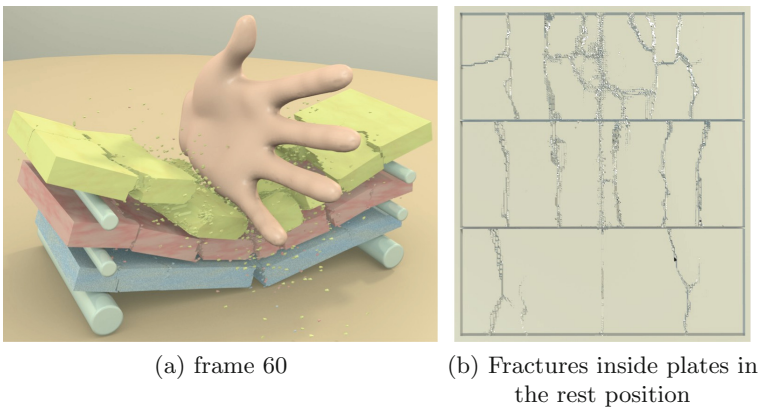 (a) frame 60
(b) Fractures inside plates in
the rest position